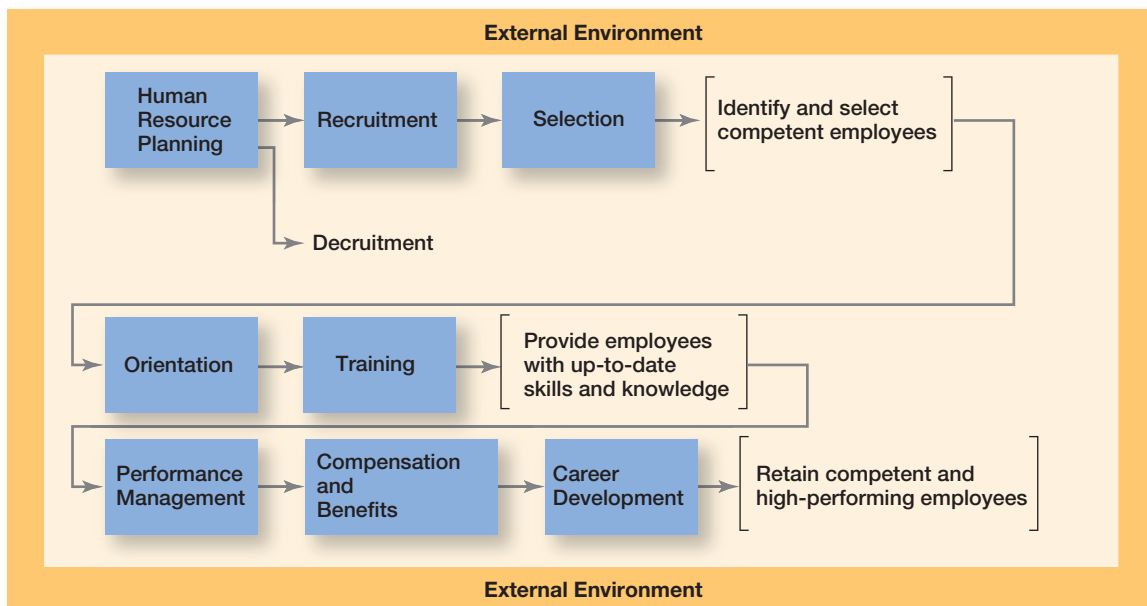 External Environment
Human
Resource
Planning
Recruitment
Selection
Identify and select
competent employees
Decruitment
Orientation
Training
Provide employees
with up-to-date
skills and knowledge
Performance
Management
Compensation
and
Benefits
Career
Development
Retain competent and
high-performing employees
External Environment